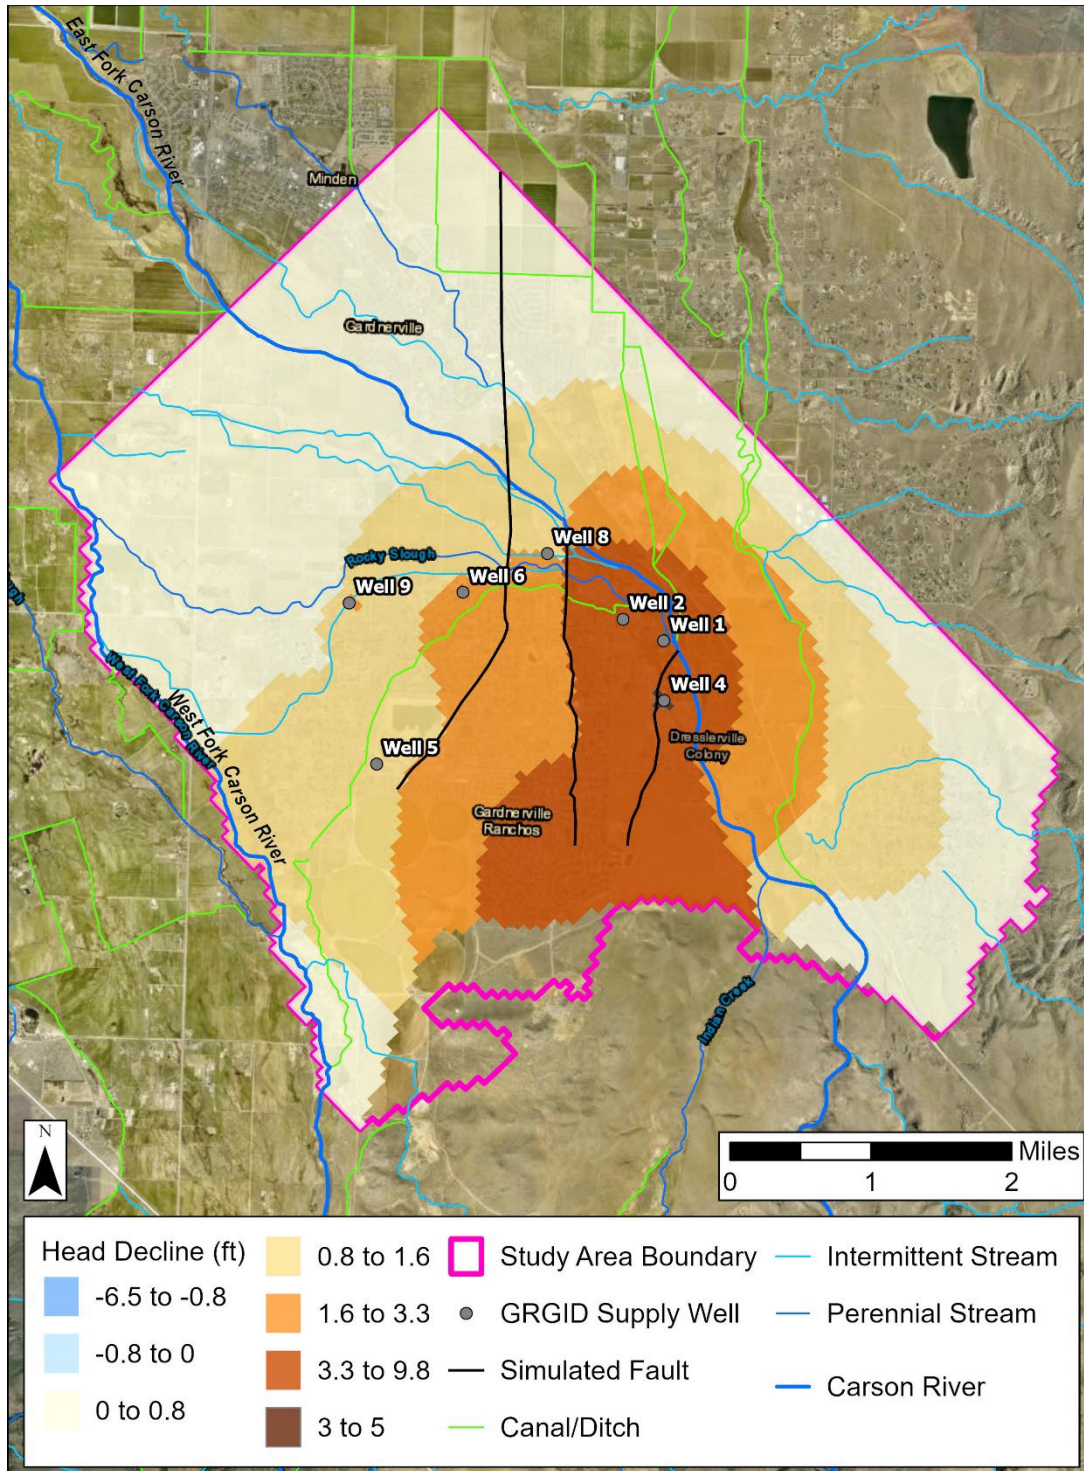 East Fork Carson River
Minden
Gardnerville
Well 8
Rocky Slough
Well 6
Well 9
Well 2
Well 1
West Fork Carson River
West Fork Carson River
Well 4
Dresslerville
Colony
Well 5
Gardnerville
Ranchos
Indian Creek
N
Miles
0 1 2
Head Decline (ft)
-6.5 to -0.8
-0.8 to 0
0 to 0.8
0.8 to 1.6
1.6 to 3.3
3.3 to 9.8
3 to 5
Study Area Boundary
GRGID Supply Well
Simulated Fault
Canal/Ditch
Intermittent Stream
Perennial Stream
Carson River